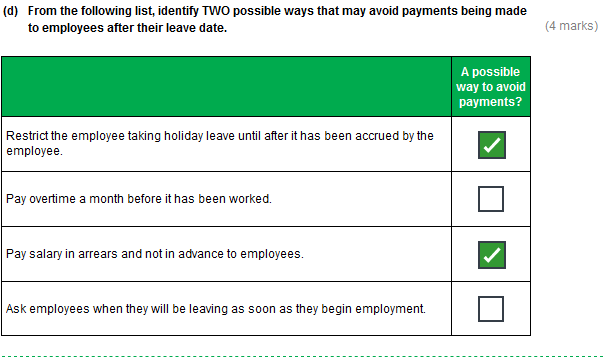 (d) From the following list, identify TWO possible ways that may avoid payments being made
to employees after their leave date.
(4 marks)
A possible
way to avoid
payments?
Restrict the employee taking holiday leave until after it has been accrued by the
employee.
Pay overtime a month before it has been worked.
Pay salary in arrears and not in advance to employees.
Ask employees when they will be leaving as soon as they begin employment.